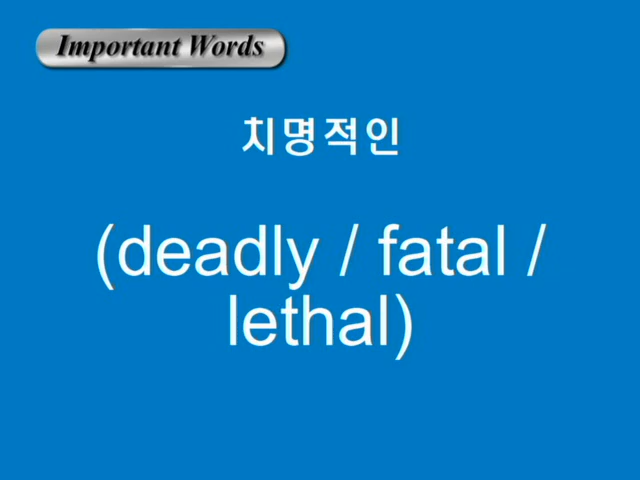 Important Words
치명적인
(deadly / fatal /
lethal)